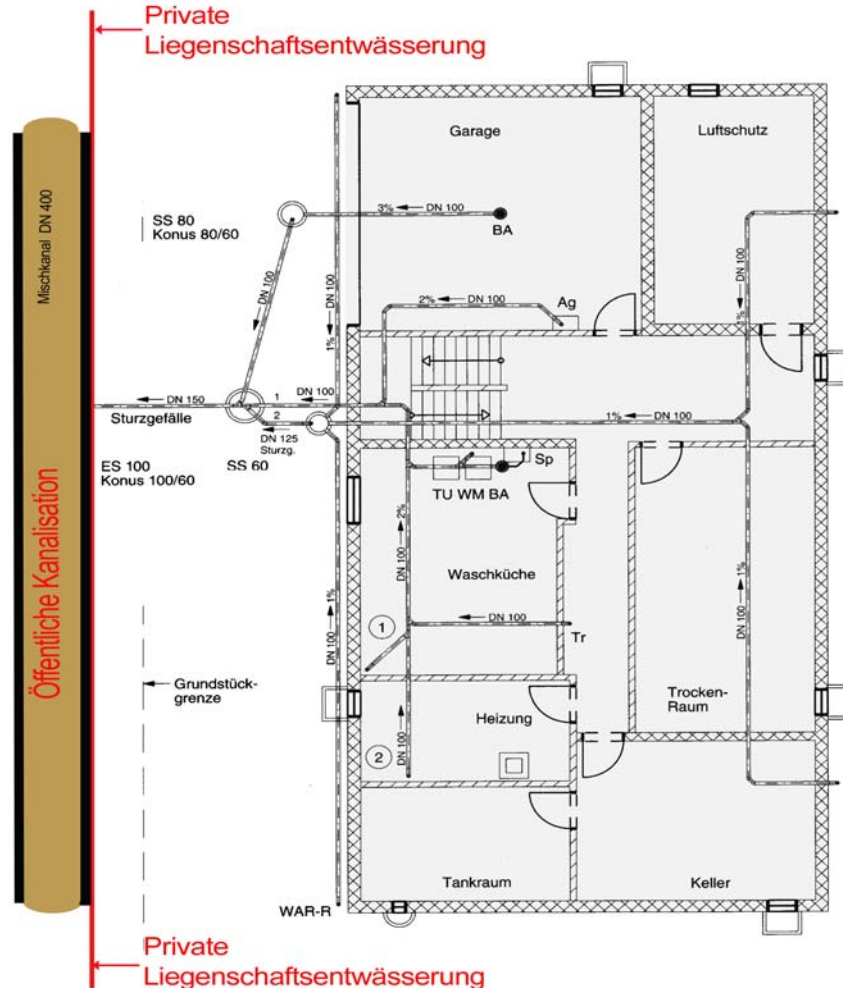 Private
Liegenschaftsentwässerung
Garage
Luftschutz
Mischkanal DN 400
SS 80
Konus 80/60
3% DN 100
BA
DN 100
DN 100
1%
2% DN 100
Ag
DN 100
1%
DN 150
Sturzgefälle
1
DN 100
2
DN 125
Sturzg.
1% DN 100
ES 100
Konus 100/60
SS 60
Sp
TU WM BA
Öffentliche Kanalisation
DN 100 2%
Waschküche
DN 100 1%
DN 100
DN 100 1%
1
Tr
Grundstück-
grenze
Trocken-
Raum
Heizung
2
DN 100
Tankraum
Keller
WAR-R
Private
Liegenschaftsentwässerung